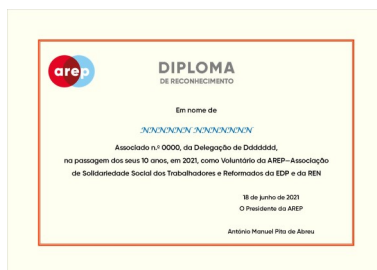 arep
DIPLOMA
DE RECONHECIMENTO
Em nome de
NNNNNN NNNNNNN
Associado n.º 0000, da Delegação de Ddddddd,
na passagem dos seus 10 anos, em 2021, como Voluntário da AREP–Associação
de Solidariedade Social dos Trabalhadores e Reformados da EDP e da REN
18 de junho de 2021
O Presidente da AREP
António Manuel Pita de Abreu